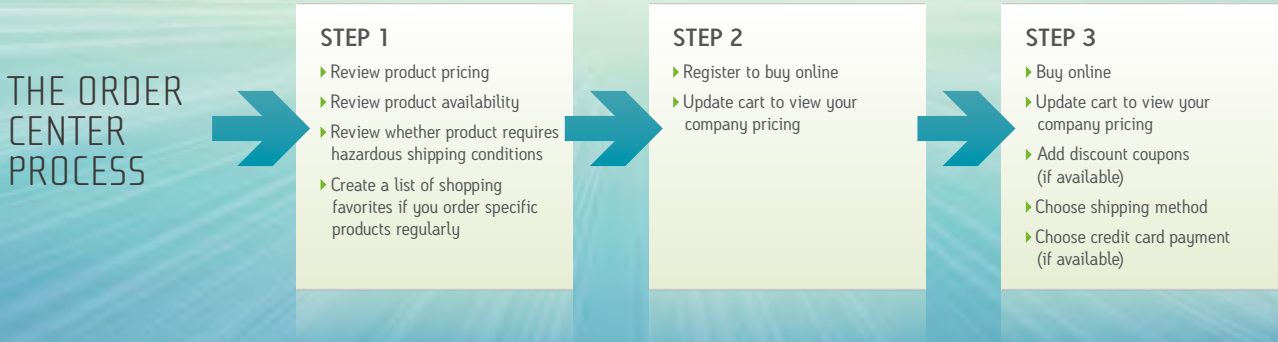 THE ORDER
CENTER
PROCESS
STEP 1
Review product pricing
Review product availability
Review whether product requires
hazardous shipping conditions
Create a list of shopping
favorites if you order specific
products regularly
STEP 2
Register to buy online
Update cart to view your
company pricing
STEP 3
Buy online
Update cart to view your
company pricing
Add discount coupons
(if available)
Choose shipping method
Choose credit card payment
(if available)